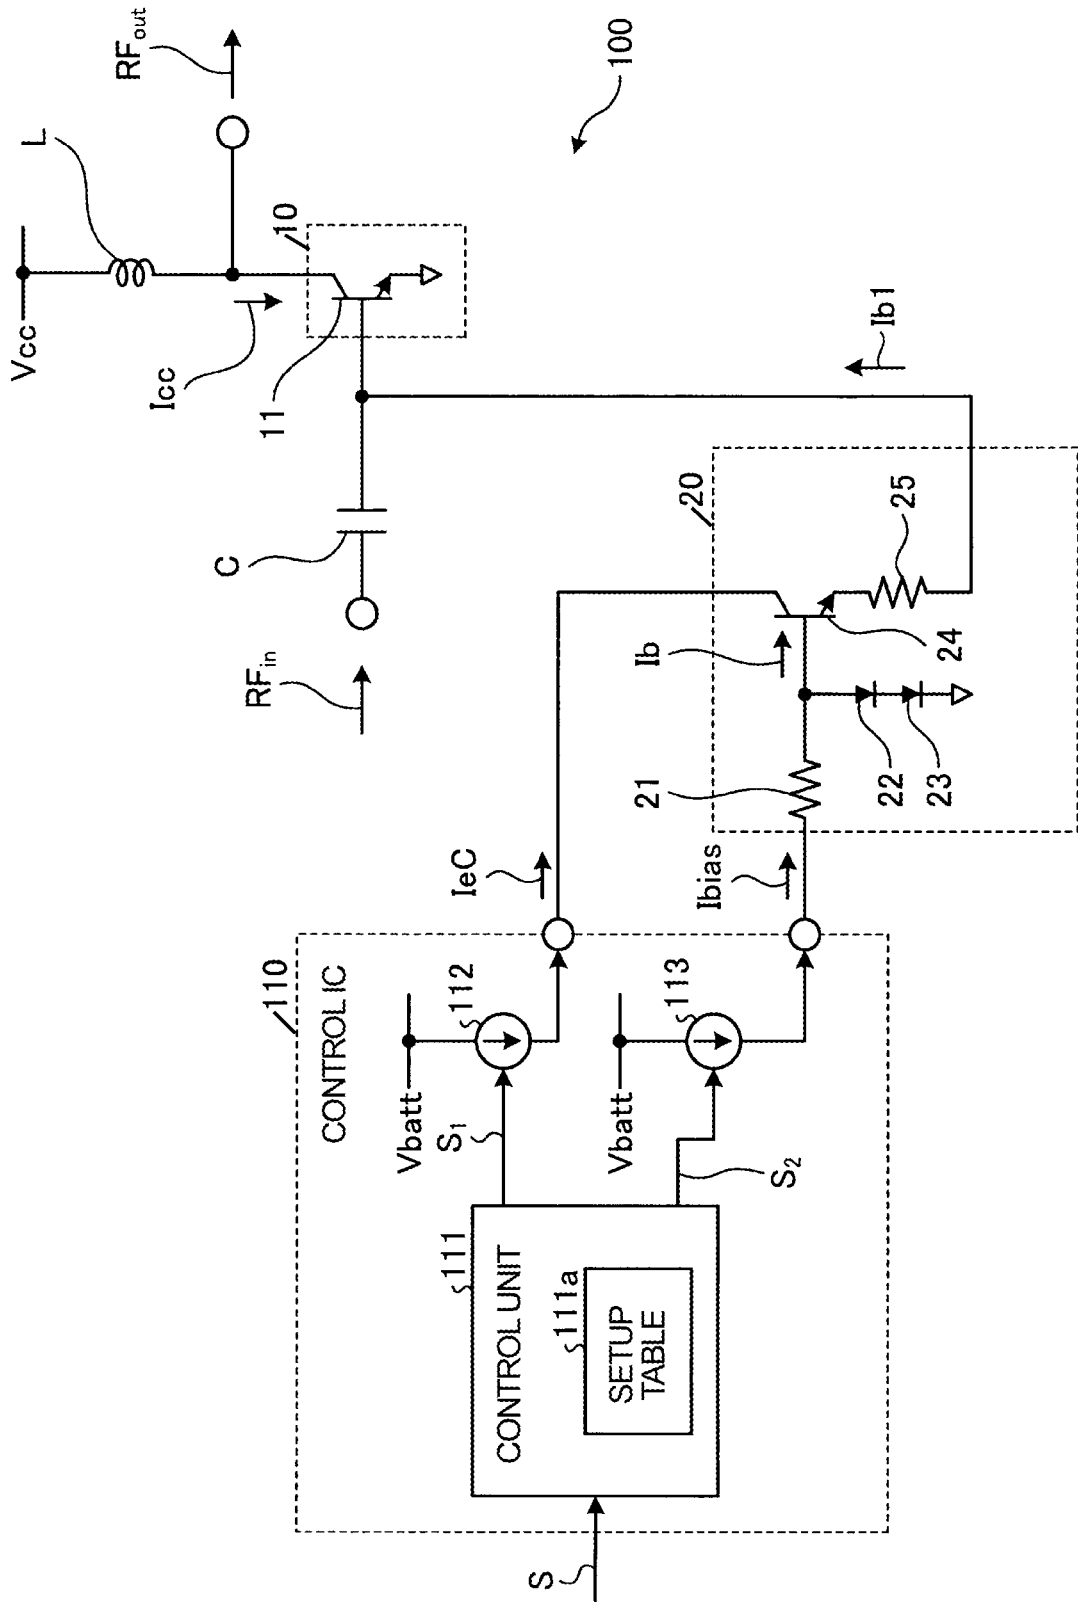 Vcc
L
RFout
Icc
10
11
100
RFin
C
Ib1
110
CONTROL IC
Vbatt
112
IeC
S1
20
Ib
25
24
111
CONTROL UNIT
Vbatt
113
Ibias
21
22
23
111a
SETUP
TABLE
S2
S